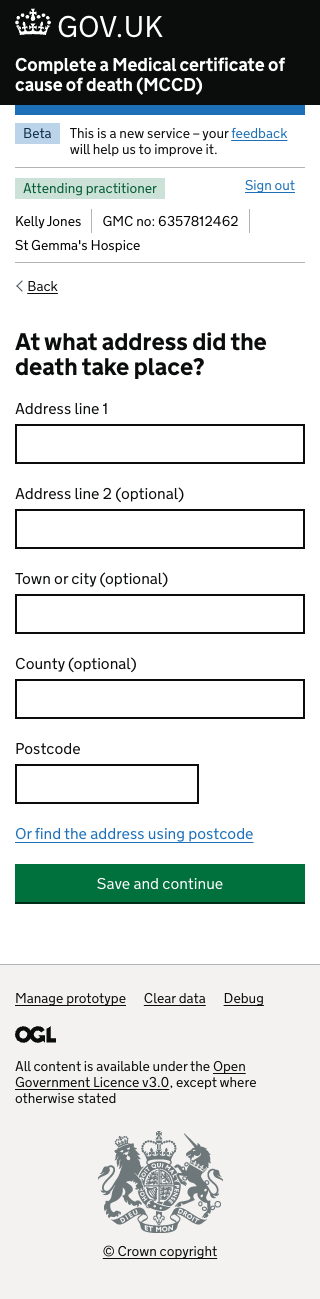 GOV.UK
Complete a Medical certificate of
cause of death (MCCD)
Beta
This is a new service – your feedback
will help us to improve it.
Attending practitioner
Sign out
Kelly Jones
GMC no: 6357812462
St Gemma's Hospice
Back
At what address did the
death take place?
Address line 1
Address line 2 (optional)
Town or city (optional)
County (optional)
Postcode
Or find the address using postcode
Save and continue
Manage prototype
Clear data
Debug
OGL
All content is available under the Open
Government Licence v3.0, except where
otherwise stated
DIEU ET MON DROIT
© Crown copyright